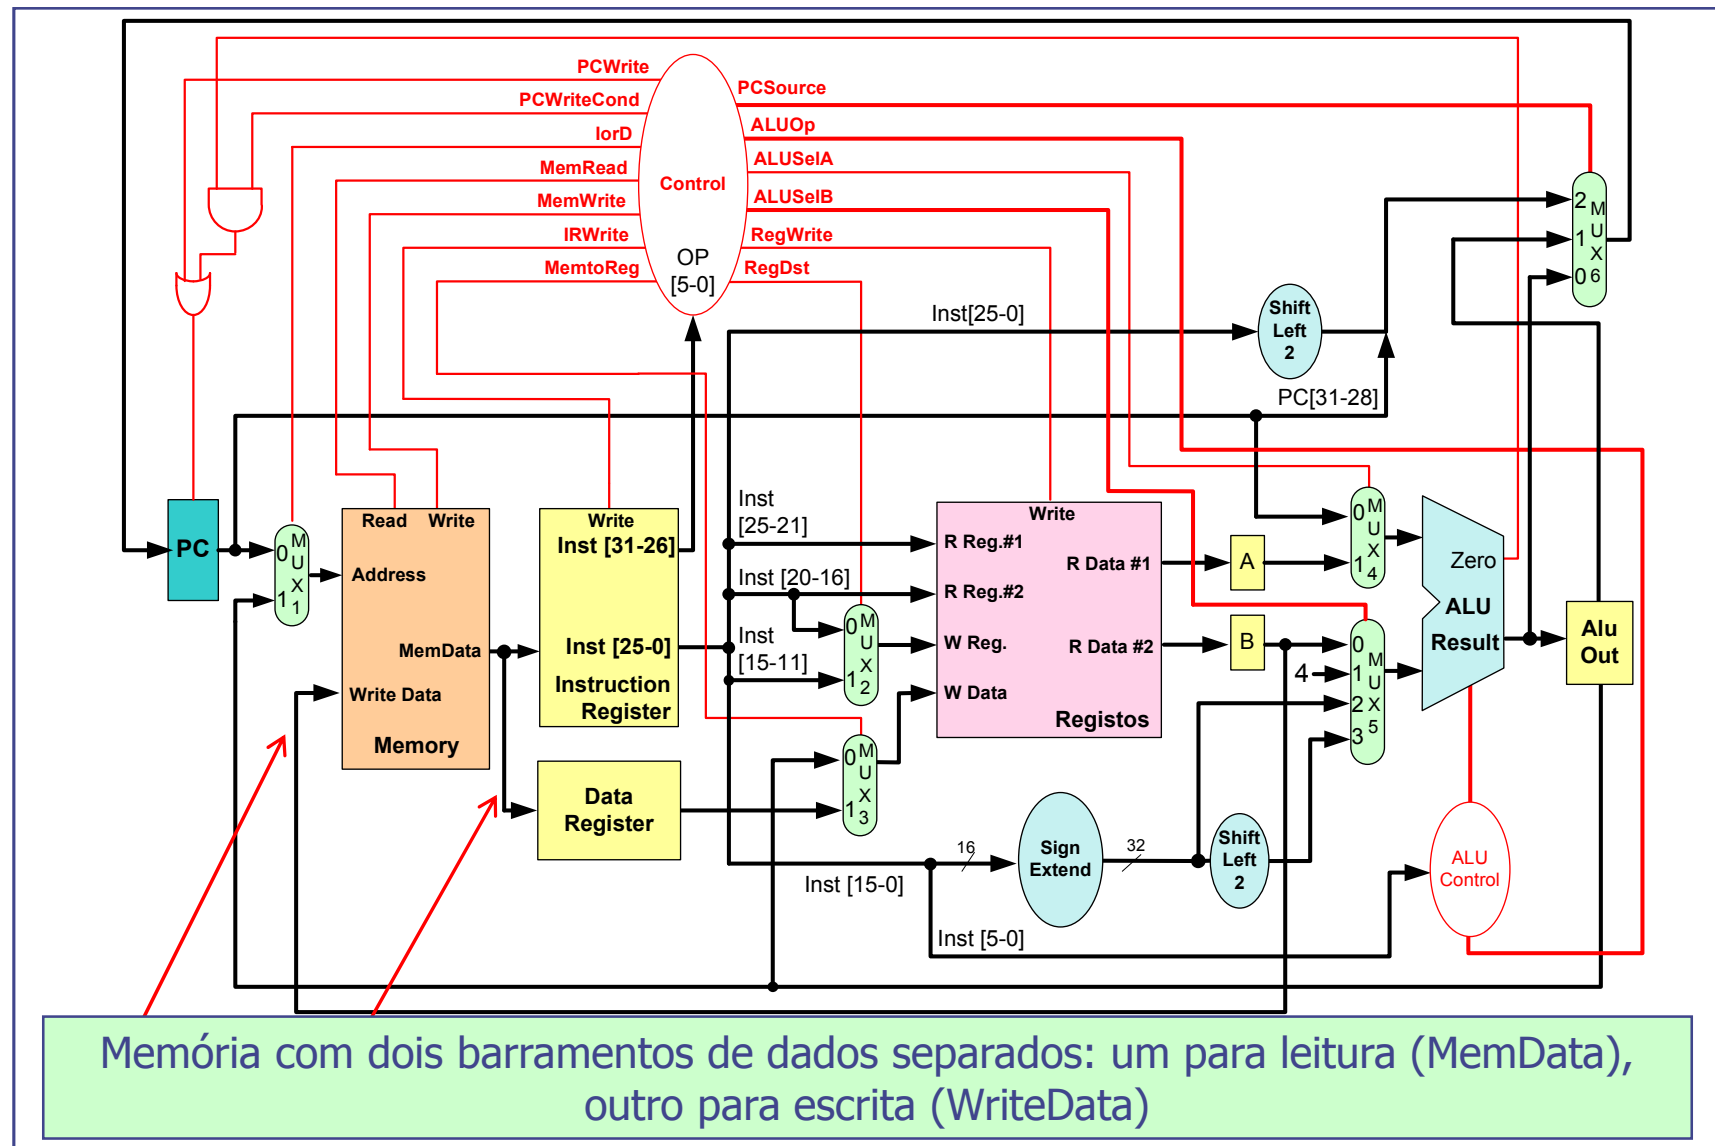 PCWrite
PCWriteCond
IorD
MemRead
MemWrite
IRWrite
MemtoReg
Control
OP
[5-0]
PCSource
ALUOp
ALUSelA
ALUSelB
RegWrite
RegDst
2
1
0
M
U
X
6
Inst[25-0]
Shift
Left
2
PC[31-28]
PC
0
1
M
U
X
1
Read Write
Address
MemData
Write Data
Memory
Write
Inst [31-26]
Inst [25-0]
Instruction
Register
Data
Register
Inst
[25-21]
Inst [20-16]
Inst
[15-11]
0
1
M
U
X
2
0
1
M
U
X
3
Write
R Reg.#1
R Reg.#2
W Reg.
W Data
R Data #1
R Data #2
Registos
A
B
0
1
M
U
X
4
4
0
1
2
3
M
U
X
5
Zero
ALU
Result
Alu
Out
Inst [15-0]
16
Sign
Extend
32
Shift
Left
2
ALU
Control
Inst [5-0]
Memória com dois barramentos de dados separados: um para leitura (MemData),
outro para escrita (WriteData)